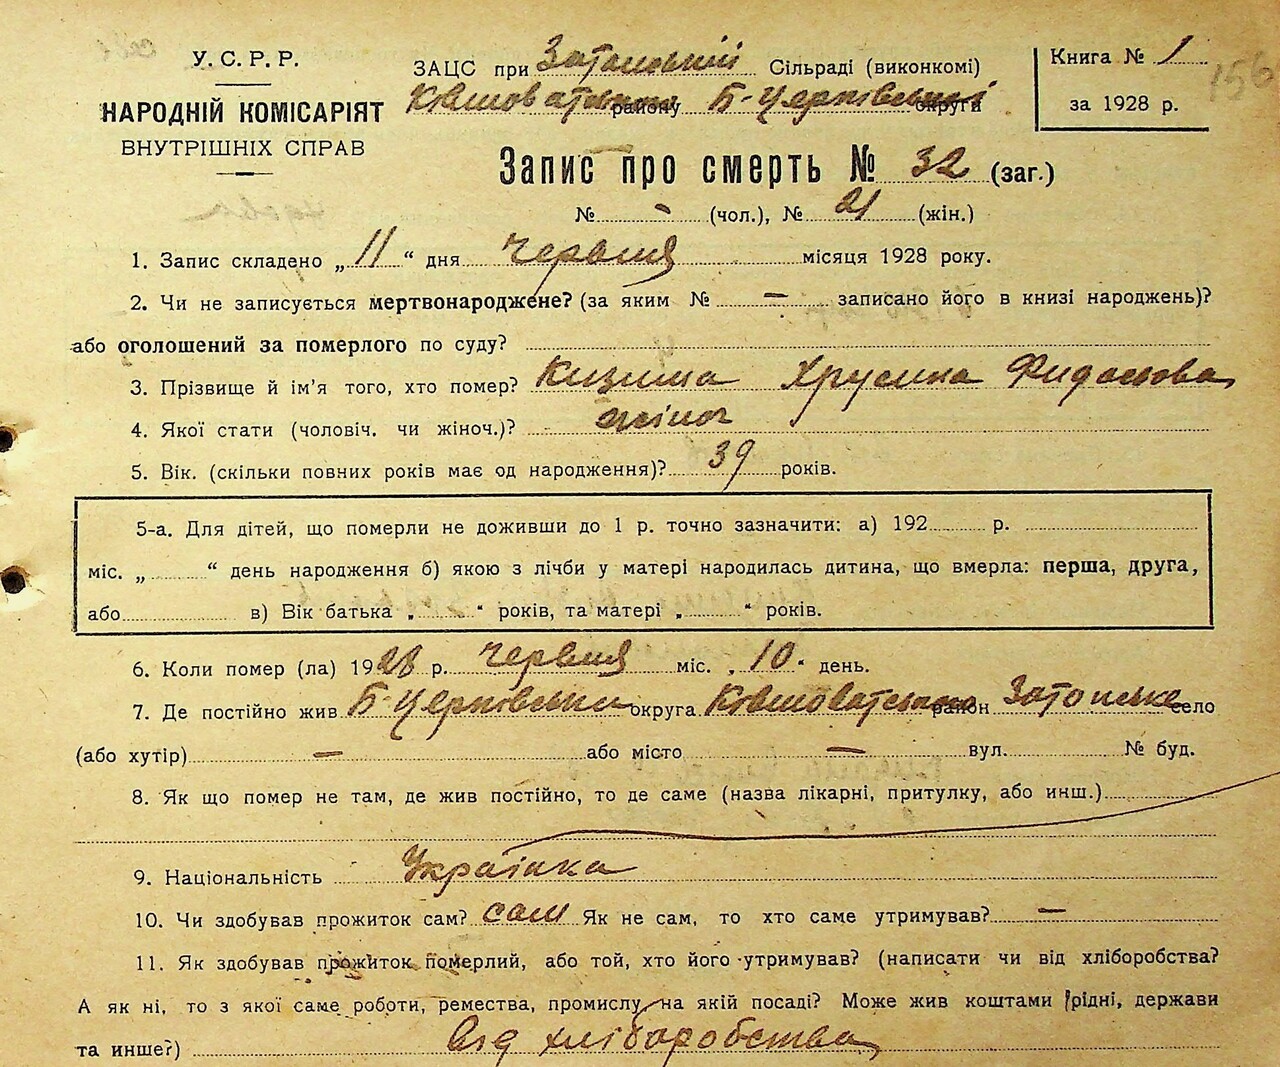 У. С. Р. Р.
НАРОДНІЙ КОМІСАРІЯТ
ВНУТРІШНІХ СПРАВ
ЗАЦС при Затонський Сільраді (виконкомі)
Ківшоватського району Б-Церківської округи
Книга № 1
за 1928 р.
156
Запис про смерть № 32 (заг.)
№ - (чол.), № 21 (жін.)
1. Запис складено „ 11 “ дня червня місяця 1928 року.
2. Чи не записується мертвонароджене? (за яким № — записано його в книзі народжень)?
або оголошений за померлого по суду?
3. Прізвище й ім’я того, хто помер? Кизима Хрусина
4. Якої стати (чоловіч. чи жіноч.)? жіноч
5. Вік. (скільки повних років має од народження)? 39 років.
5-а. Для дітей, що померли не доживши до 1 р. точно зазначити: а) 192 р.
міс. „ “ день народження б) якою з лічби у матері народилась дитина, що вмерла: перша, друга,
або в) Вік батька „ “ років, та матері „ “ років.
6. Коли помер (ла) 1928 р. червня міс. „ 10 “ день.
7. Де постійно жив Б-Церківська округа Ківшоватського район Затонське село
(або хутір) — або місто — вул. № буд.
8. Як що помер не там, де жив постійно, то де саме (назва лікарні, притулку, або инш.)
9. Національність Українка
10. Чи здобував прожиток сам? сам Як не сам, то хто саме утримував? —
11. Як здобував прожиток померлий, або той, хто його утримував? (написати чи від хліборобства?
А як ні, то з якої саме роботи, ремества, промислу, на якій посаді? Може жив коштами рідні, держави
та инше?) від хліборобства